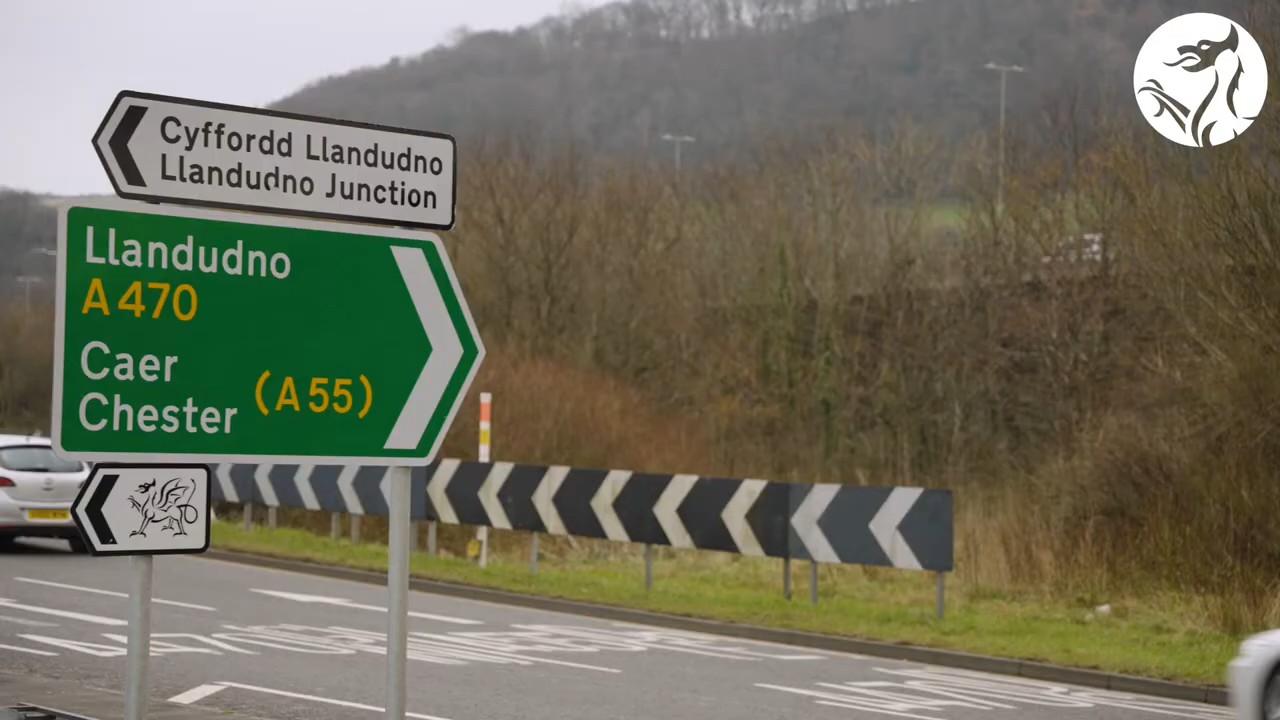 Cyffordd Llandudno
Llandudno Junction
Llandudno
A470
Caer
Chester
(A55)